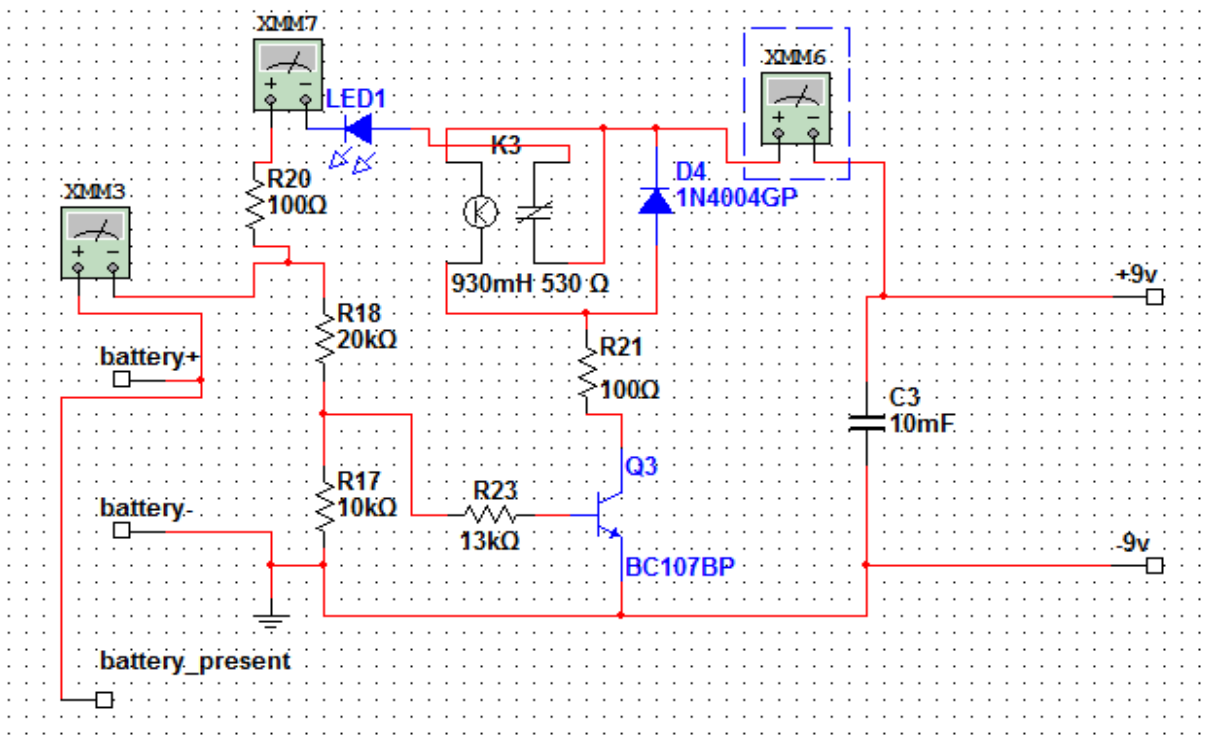 XMM7
XMM6
+ −
LED1
K3
+ −
D4
1N4004GP
R20
100Ω
XMM3
+ −
K
930mH 530 Ω
+9v
R18
20kΩ
battery+
R21
100Ω
C3
10mF
Q3
R17
10kΩ
R23
13kΩ
battery-
-9v
BC107BP
battery_present